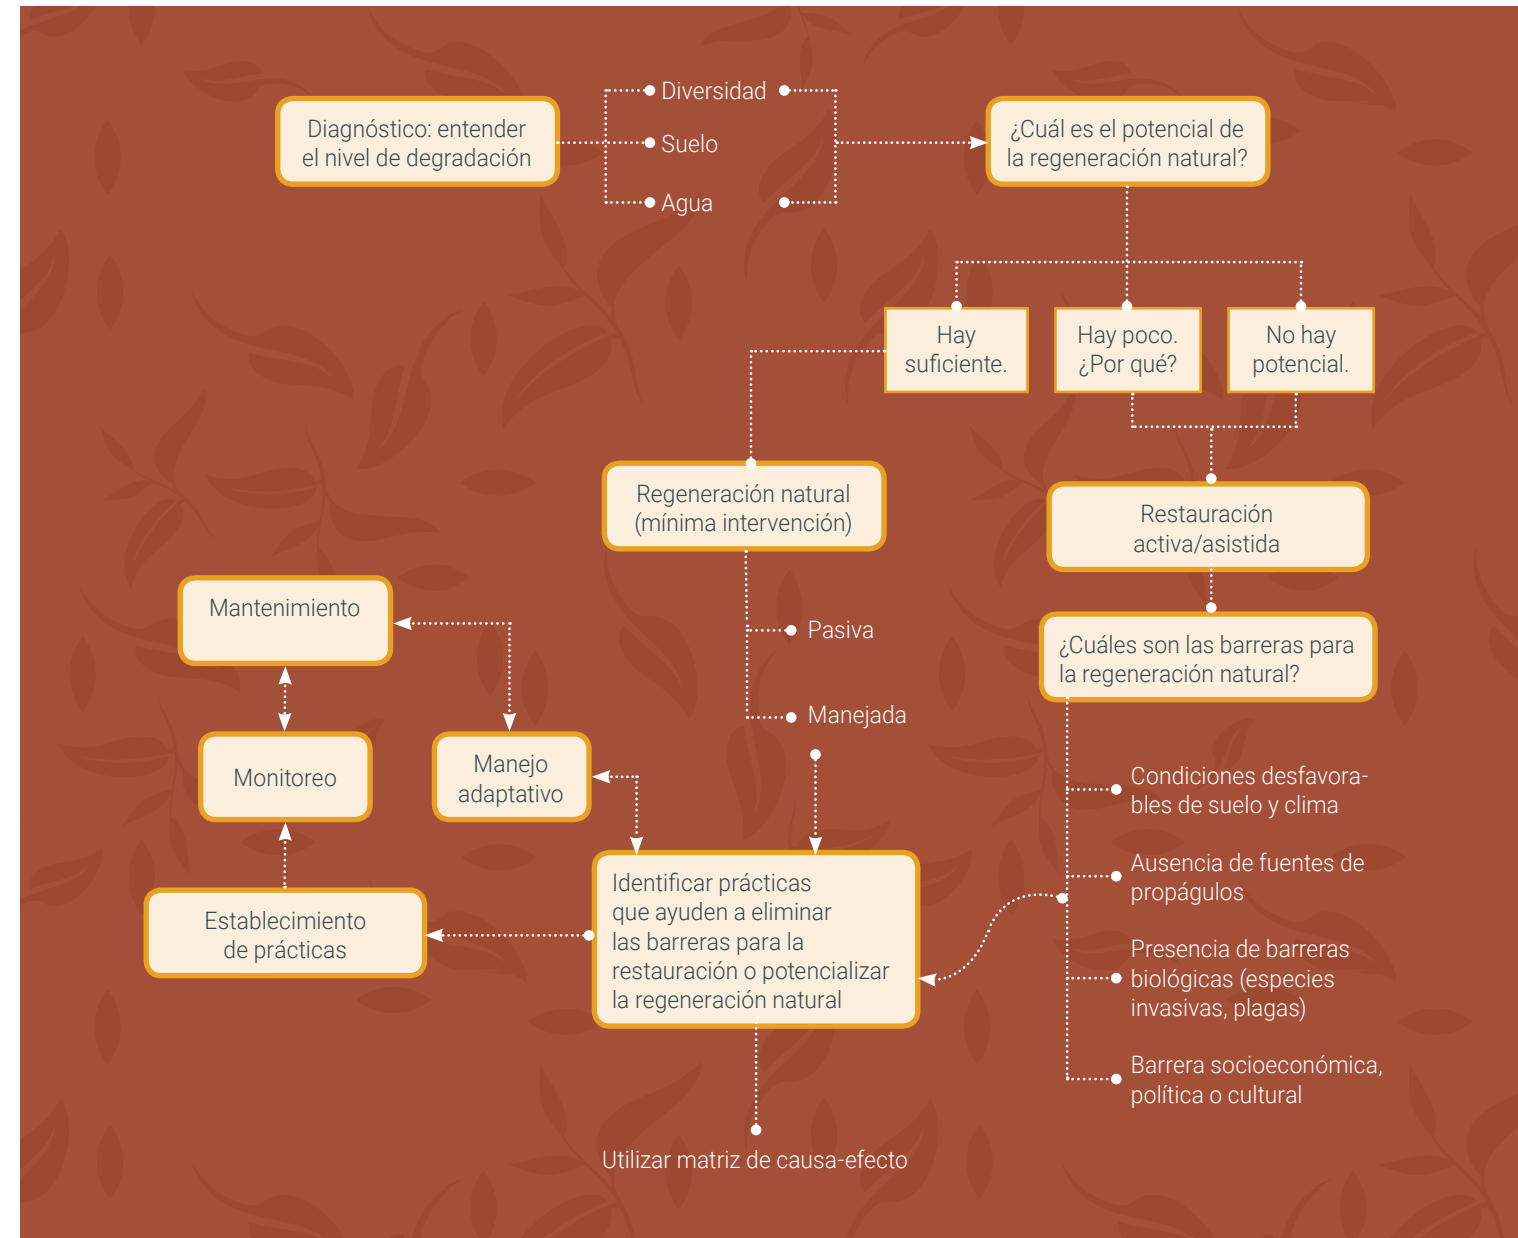 Diagnóstico: entender
el nivel de degradación
Diversidad
Suelo
Agua
¿Cuál es el potencial de
la regeneración natural?
Hay
suficiente.
Hay poco.
¿Por qué?
No hay
potencial.
Regeneración natural
(mínima intervención)
Pasiva
Manejada
Restauración
activa/asistida
¿Cuáles son las barreras para
la regeneración natural?
Condiciones desfavora-
bles de suelo y clima
Ausencia de fuentes de
propágulos
Presencia de barreras
biológicas (especies
invasivas, plagas)
Barrera socioeconómica,
política o cultural
Identificar prácticas
que ayuden a eliminar
las barreras para la
restauración o potencializar
la regeneración natural
Utilizar matriz de causa-efecto
Establecimiento
de prácticas
Monitoreo
Mantenimiento
Manejo
adaptativo